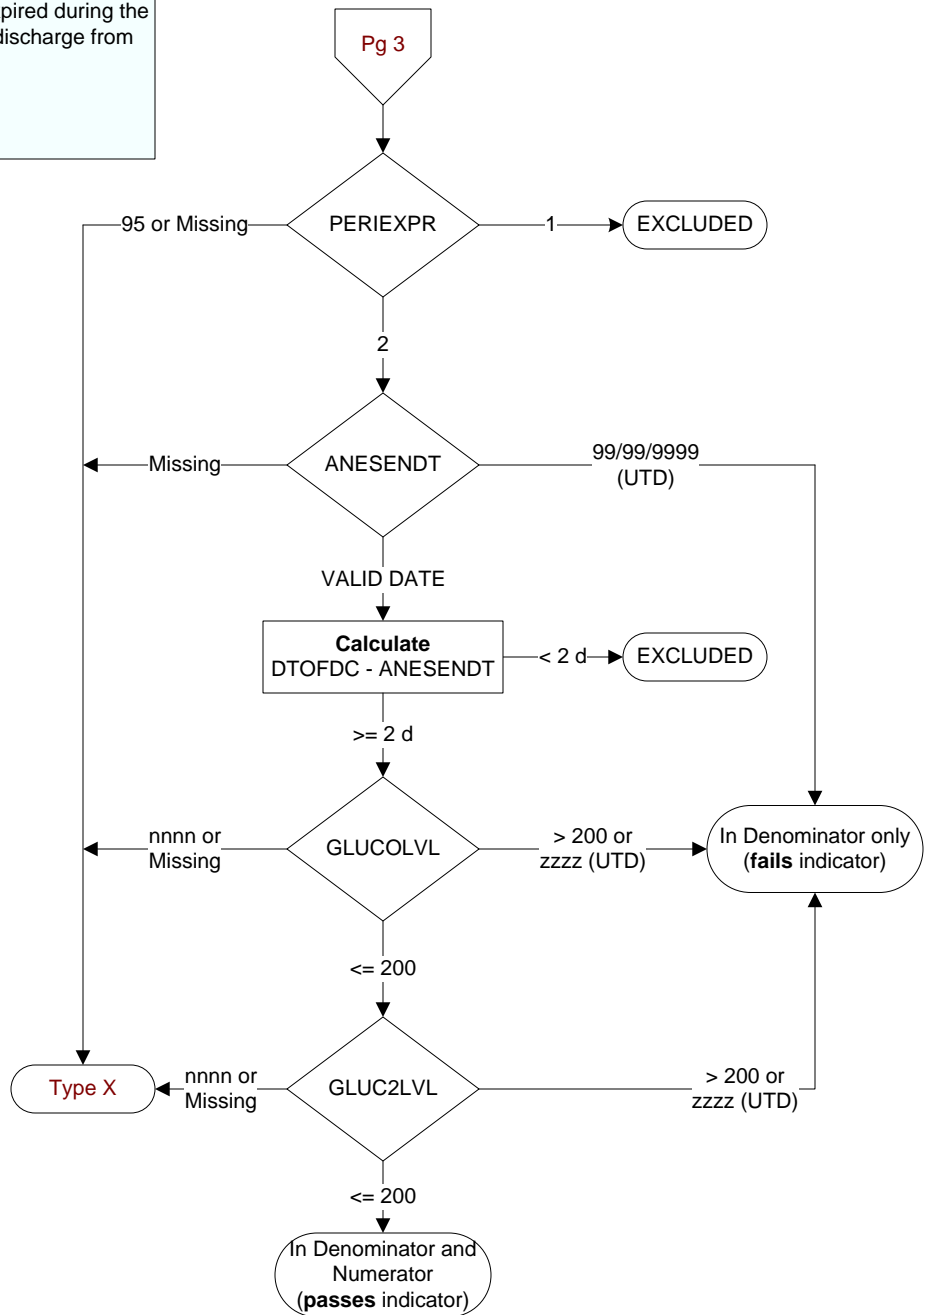 pired during the
discharge from
Pg 3
95 or Missing
PERIEXPR
1
EXCLUDED
2
Missing
ANESENDT
99/99/9999
(UTD)
VALID DATE
Calculate
DTOFDC - ANESENDT
< 2 d
EXCLUDED
>= 2 d
nnnn or
Missing
GLUCOLVL
> 200 or
zzzz (UTD)
In Denominator only
(fails indicator)
<= 200
Type X
nnnn or
Missing
GLUC2LVL
> 200 or
zzzz (UTD)
<= 200
In Denominator and
Numerator
(passes indicator)